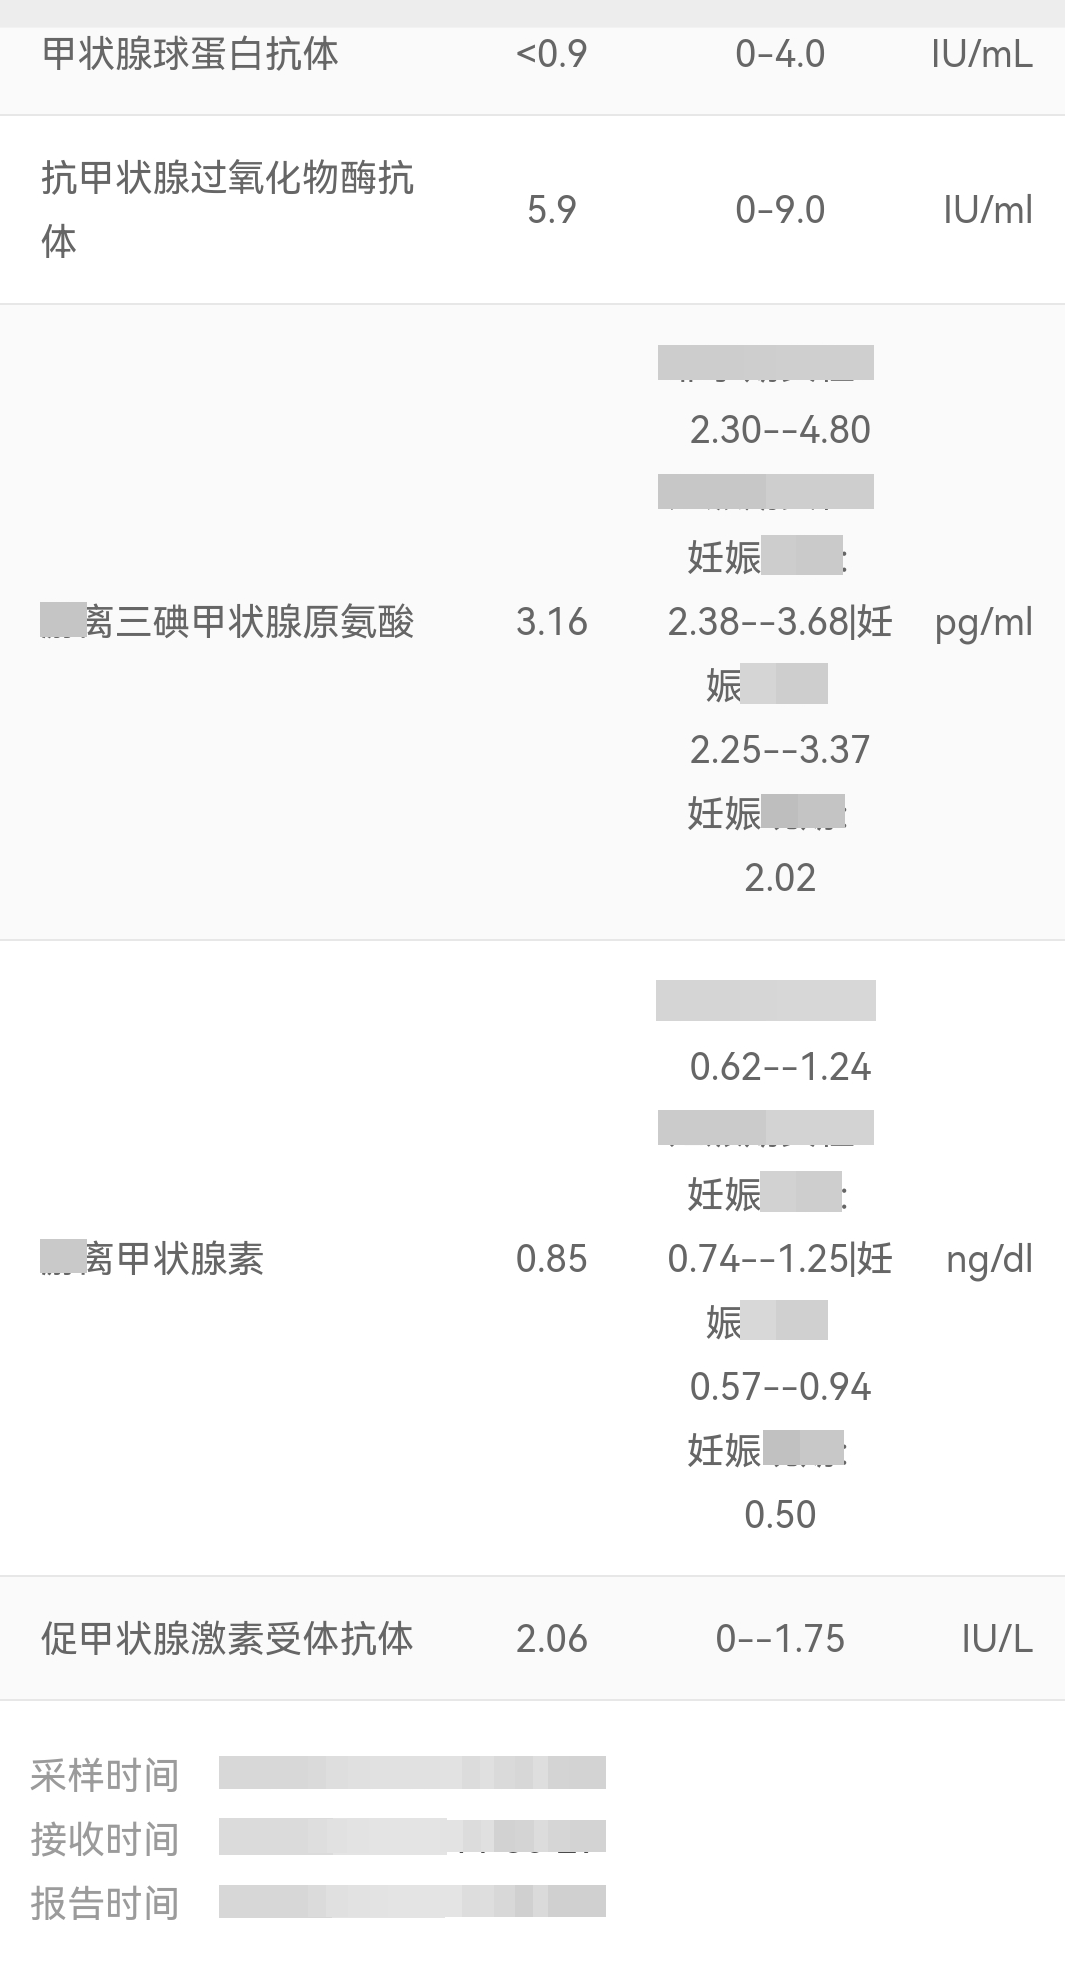 甲状腺球蛋白抗体 <0.9 0-4.0 IU/mL
抗甲状腺过氧化物酶抗
体 5.9 0-9.0 IU/ml
2.30--4.80
妊娠 :
离三碘甲状腺原氨酸 3.16 2.38--3.68|妊 pg/ml
娠
2.25--3.37
妊娠 :
2.02
0.62--1.24
妊娠 :
离甲状腺素 0.85 0.74--1.25|妊 ng/dl
娠
0.57--0.94
妊娠 :
0.50
促甲状腺激素受体抗体 2.06 0--1.75 IU/L
采样时间
接收时间
报告时间